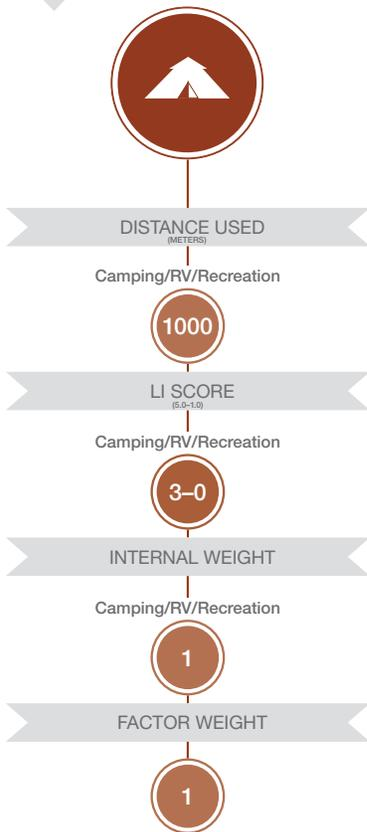 DISTANCE USED
(METERS)
Camping/RV/Recreation
1000
LI SCORE
(5.0–1.0)
Camping/RV/Recreation
3–0
INTERNAL WEIGHT
Camping/RV/Recreation
1
FACTOR WEIGHT
1